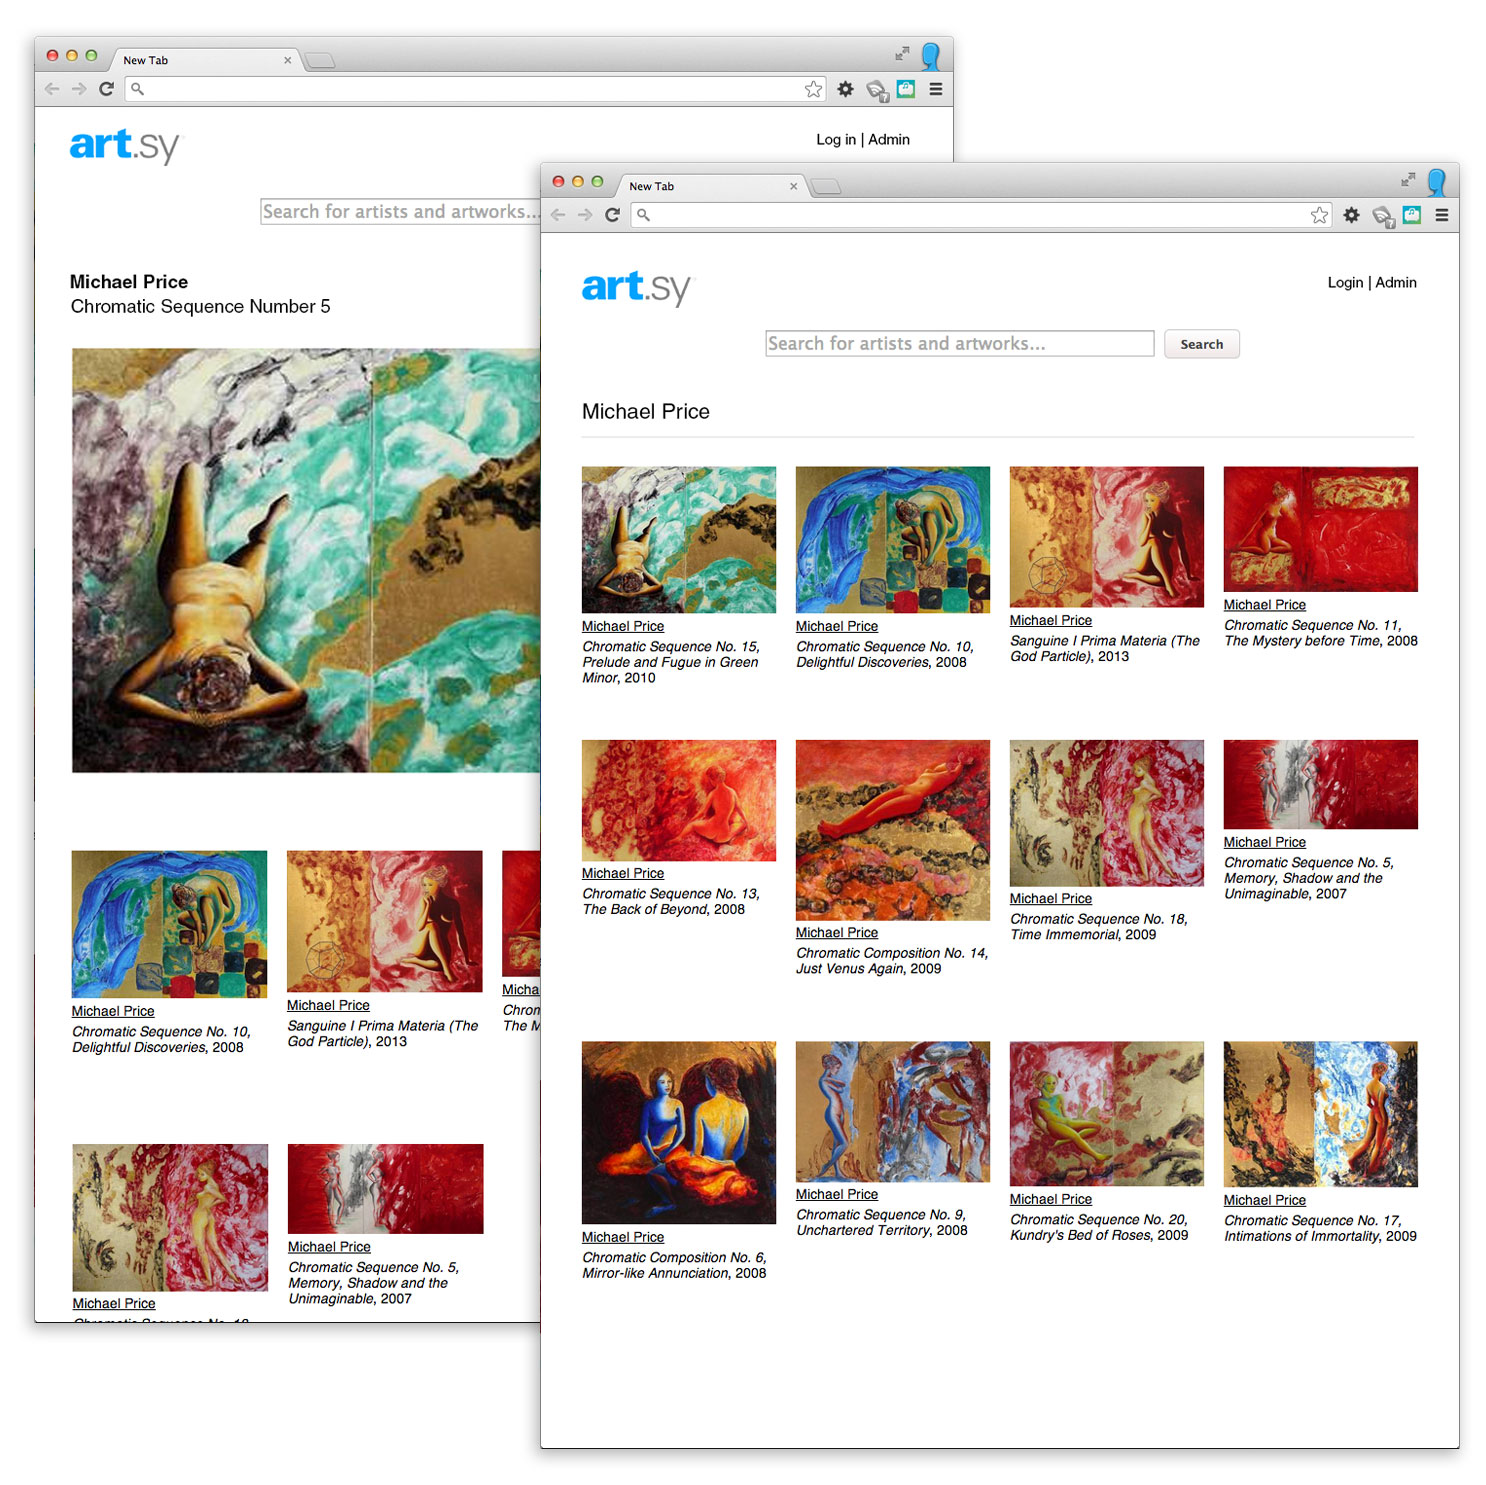 New Tab
art.sy
Log in | Admin
Search for artists and artworks...
Michael Price
Chromatic Sequence Number 5
Michael Price
Chromatic Sequence No. 10,
Delightful Discoveries, 2008
Michael Price
Sanguine I Prima Materia (The
God Particle), 2013
Micha
Chron
The M
Michael Price
Michael Price
Chromatic Sequence No. 5,
Memory, Shadow and the
Unimaginable, 2007
New Tab
art.sy
Login | Admin
Search for artists and artworks...
Search
Michael Price
Michael Price
Chromatic Sequence No. 15,
Prelude and Fugue in Green
Minor, 2010
Michael Price
Chromatic Sequence No. 10,
Delightful Discoveries, 2008
Michael Price
Sanguine I Prima Materia (The
God Particle), 2013
Michael Price
Chromatic Sequence No. 11,
The Mystery before Time, 2008
Michael Price
Chromatic Sequence No. 13,
The Back of Beyond, 2008
Michael Price
Chromatic Composition No. 14,
Just Venus Again, 2009
Michael Price
Chromatic Sequence No. 18,
Time Immemorial, 2009
Michael Price
Chromatic Sequence No. 5,
Memory, Shadow and the
Unimaginable, 2007
Michael Price
Chromatic Composition No. 6,
Mirror-like Annunciation, 2008
Michael Price
Chromatic Sequence No. 9,
Unchartered Territory, 2008
Michael Price
Chromatic Sequence No. 20,
Kundry's Bed of Roses, 2009
Michael Price
Chromatic Sequence No. 17,
Intimations of Immortality, 2009